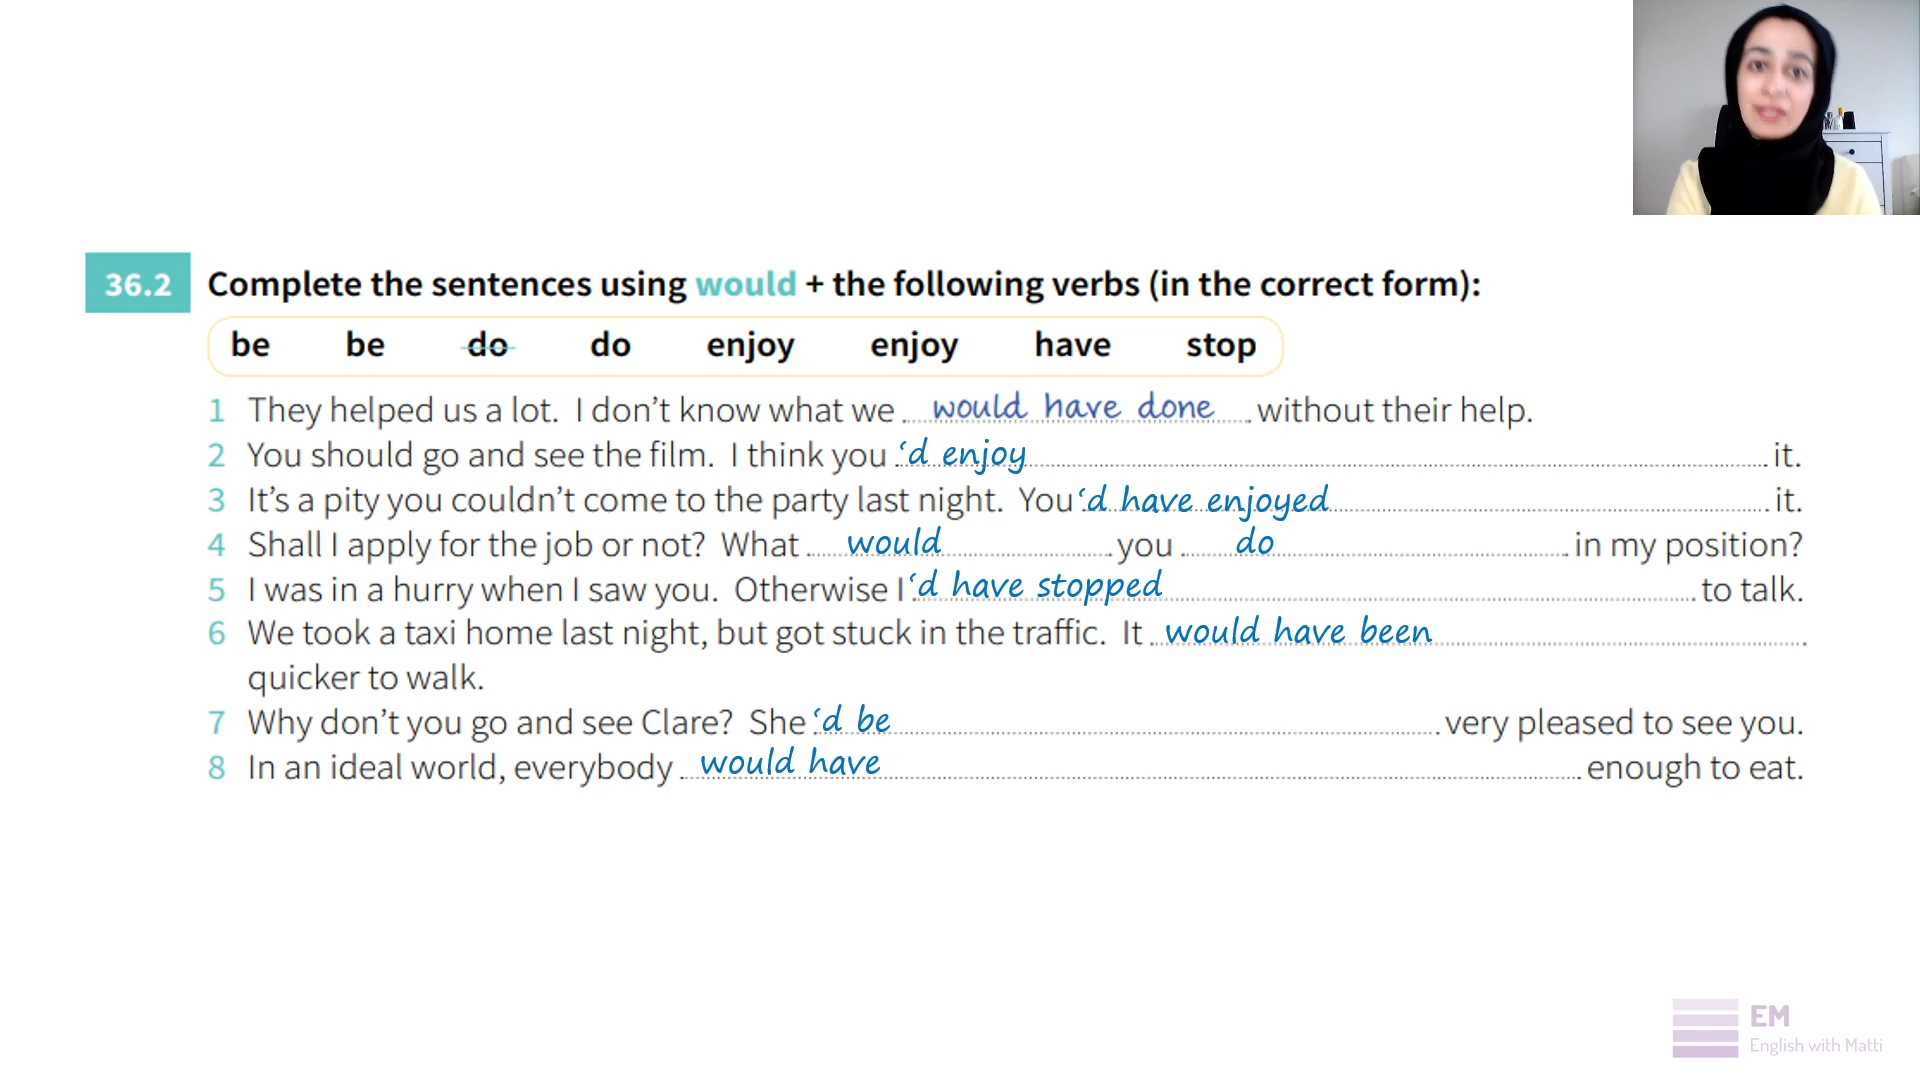 36.2 Complete the sentences using would + the following verbs (in the correct form):
be be do do enjoy enjoy have stop
1 They helped us a lot. I don't know what we would have done without their help.
2 You should go and see the film. I think you 'd enjoy it.
3 It's a pity you couldn't come to the party last night. You 'd have enjoyed it.
4 Shall I apply for the job or not? What would you do in my position?
5 I was in a hurry when I saw you. Otherwise I 'd have stopped to talk.
6 We took a taxi home last night, but got stuck in the traffic. It would have been
quicker to walk.
7 Why don't you go and see Clare? She 'd be very pleased to see you.
8 In an ideal world, everybody would have enough to eat.
EM
English with Matti